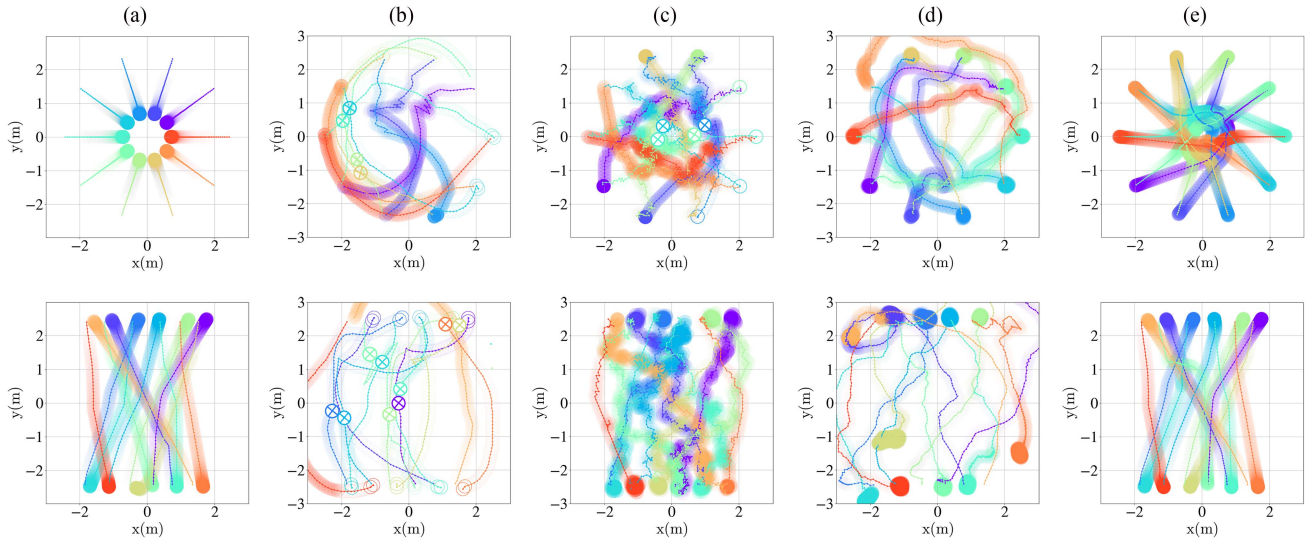 (a) (b) (c) (d) (e)
3 3 3
2 2 2 2 2
1 1 1 1 1
y(m) 0 y(m) 0 y(m) 0 y(m) 0 y(m) 0
−1 −1 −1 −1 −1
−2 −2 −2 −2 −2
−3 −3 −3
−2 0 2 −2 0 2 −2 0 2 −2 0 2 −2 0 2
x(m) x(m) x(m) x(m) x(m)
3 3 3
2 2 2 2 2
1 1 1 1 1
y(m) 0 y(m) 0 y(m) 0 y(m) 0 y(m) 0
−1 −1 −1 −1 −1
−2 −2 −2 −2 −2
−3 −3 −3
−2 0 2 −2 0 2 −2 0 2 −2 0 2 −2 0 2
x(m) x(m) x(m) x(m) x(m)